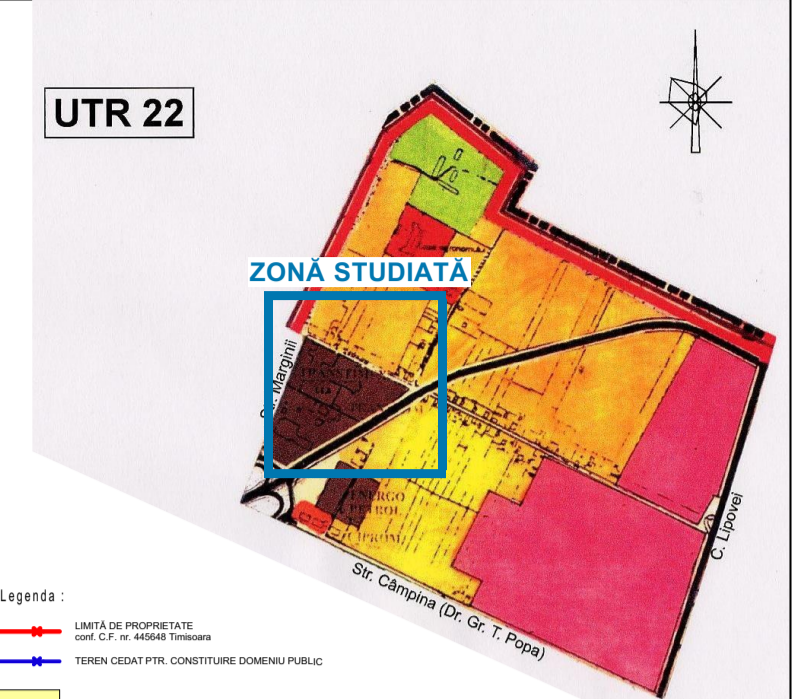 UTR 22
ZONĂ STUDIATĂ
Marginii
ENERGO
PETROL
CIPROM
C. Lipovei
Str. Câmpina (Dr. Gr. T. Popa)
Legenda :
LIMITĂ DE PROPRIETATE
conf. C.F. nr. 445648 Timisoara
TEREN CEDAT PTR. CONSTITUIRE DOMENIU PUBLIC